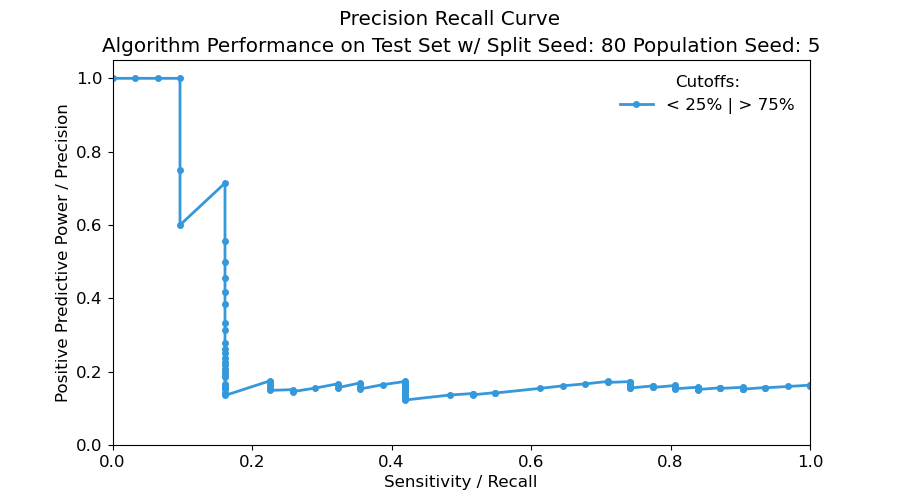 Precision Recall Curve
Algorithm Performance on Test Set w/ Split Seed: 80 Population Seed: 5
Cutoffs:
< 25% | > 75%
Positive Predictive Power / Precision
1.0
0.8
0.6
0.4
0.2
0.0
0.0 0.2 0.4 0.6 0.8 1.0
Sensitivity / Recall